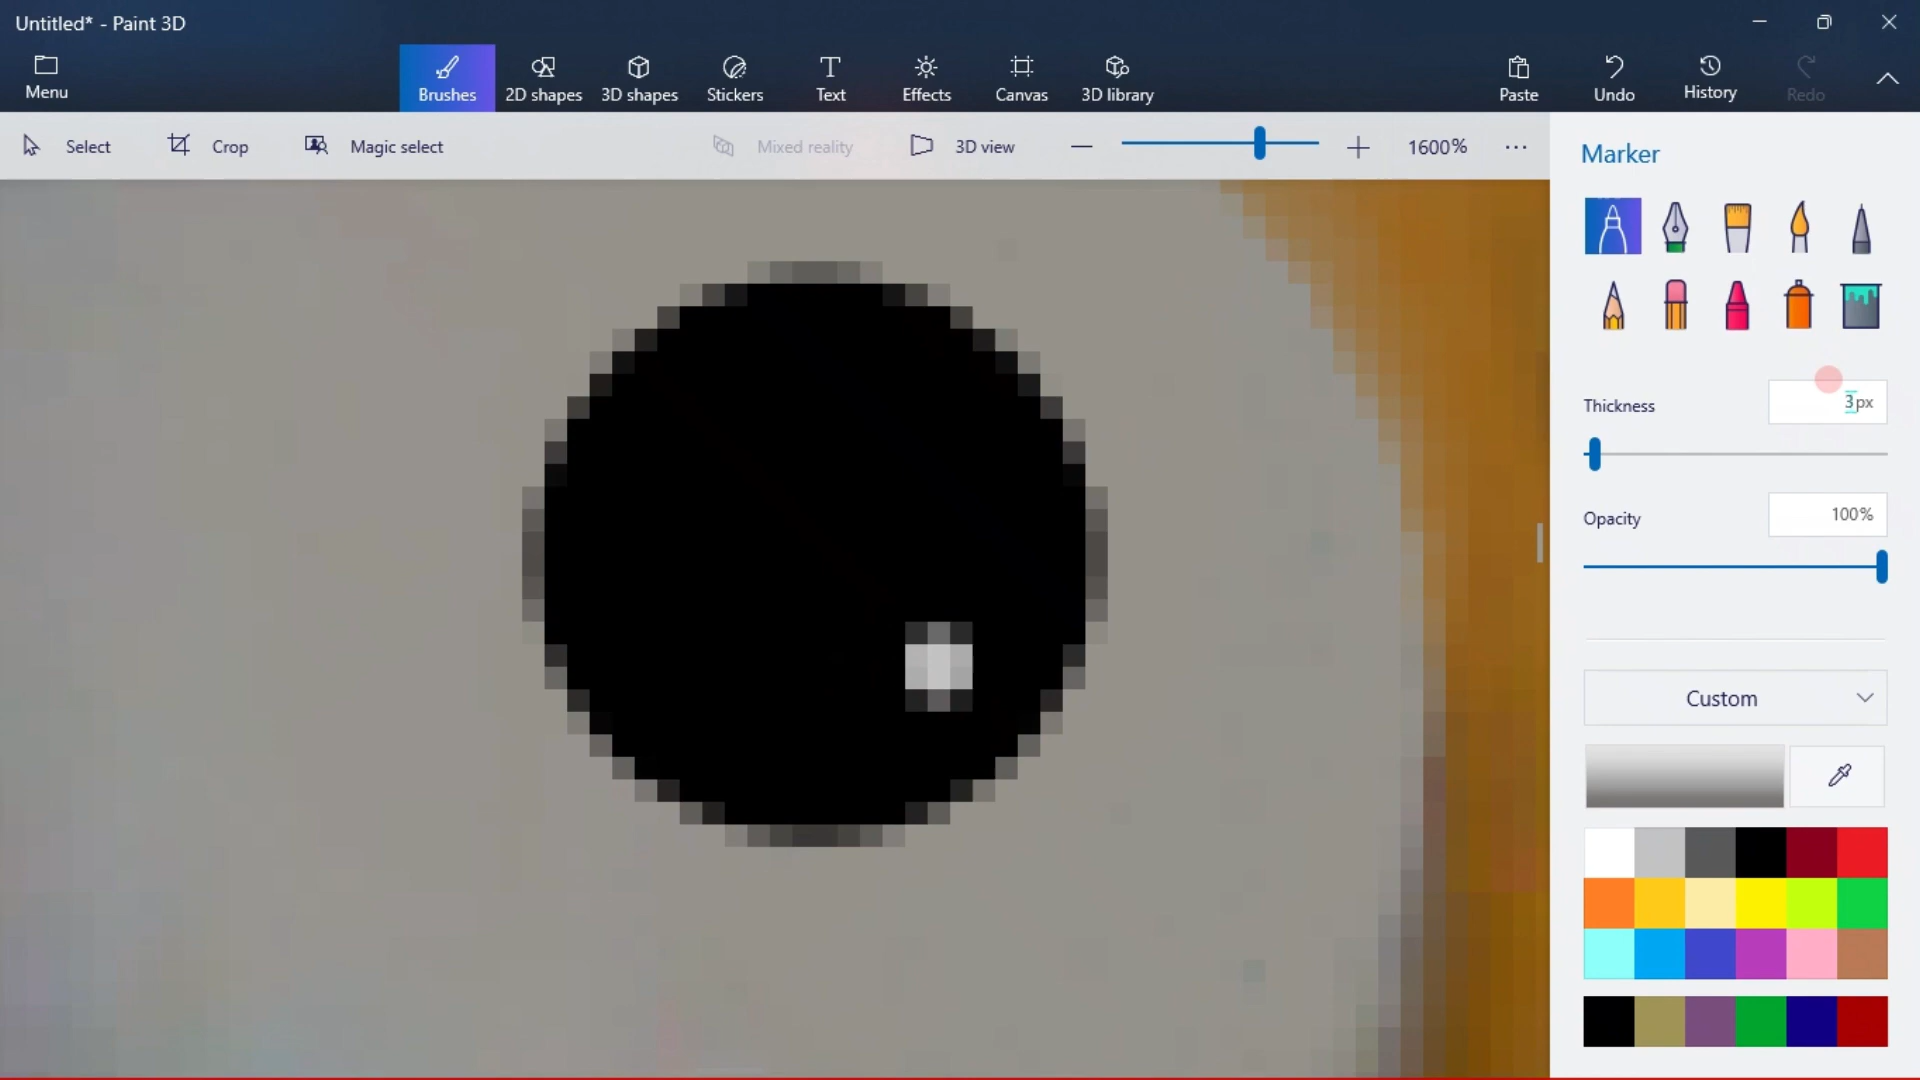 Untitled* - Paint 3D
Menu
Brushes
2D shapes
3D shapes
Stickers
Text
Effects
Canvas
3D library
Paste
Undo
History
Redo
Select
Crop
Magic select
Mixed reality
3D view
1600%
Marker
Thickness
3px
Opacity
100%
Custom